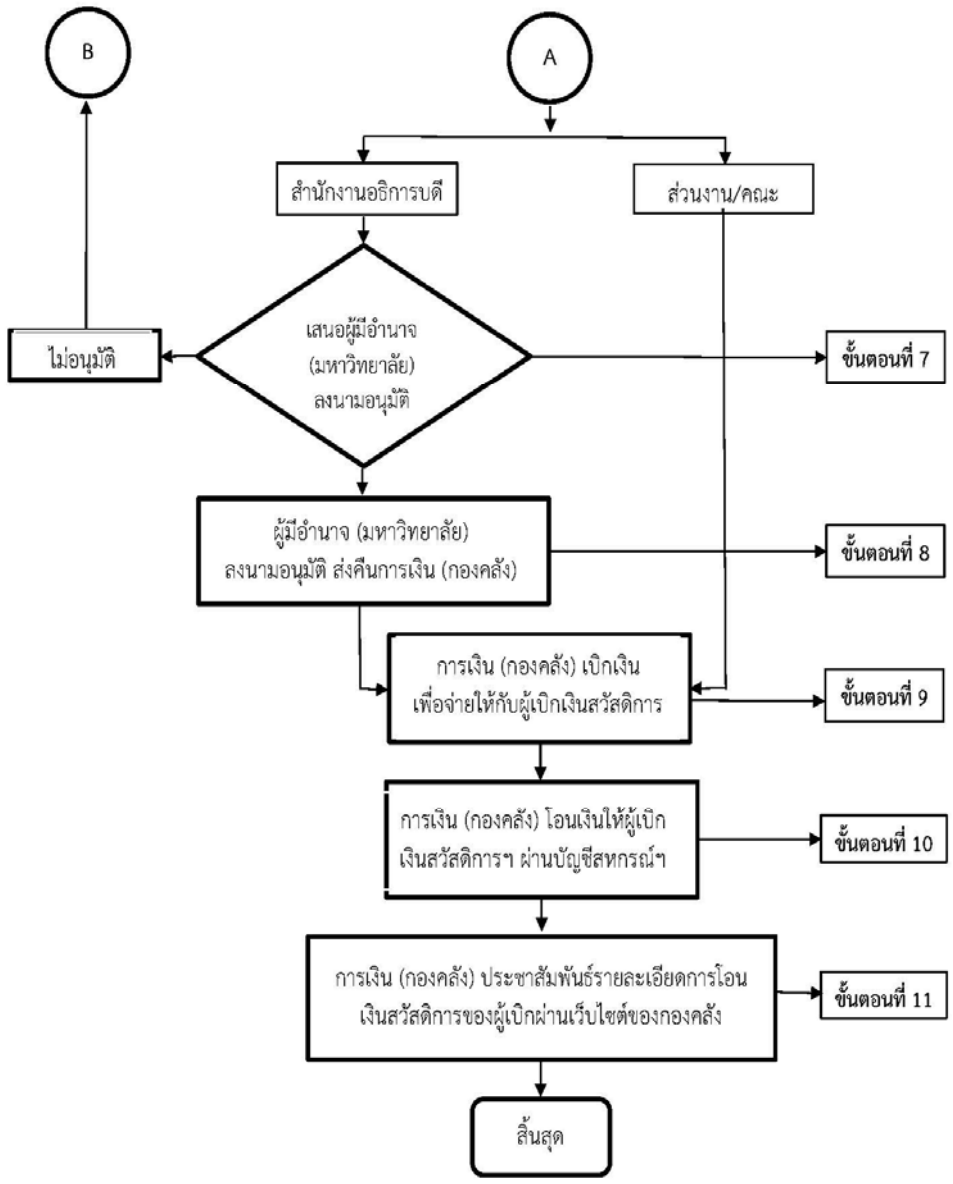 B
A
สำนักงานอธิการบดี
ส่วนงาน/คณะ
เสนอผู้มีอำนาจ
(มหาวิทยาลัย)
ลงนามอนุมัติ
ไม่อนุมัติ
ขั้นตอนที่ 7
ผู้มีอำนาจ (มหาวิทยาลัย)
ลงนามอนุมัติ ส่งคืนการเงิน (กองคลัง)
ขั้นตอนที่ 8
การเงิน (กองคลัง) เบิกเงิน
เพื่อจ่ายให้กับผู้เบิกเงินสวัสดิการ
ขั้นตอนที่ 9
การเงิน (กองคลัง) โอนเงินให้ผู้เบิก
เงินสวัสดิการฯ ผ่านบัญชีสหกรณ์ฯ
ขั้นตอนที่ 10
การเงิน (กองคลัง) ประชาสัมพันธ์รายละเอียดการโอน
เงินสวัสดิการของผู้เบิกผ่านเว็บไซต์ของกองคลัง
ขั้นตอนที่ 11
สิ้นสุด